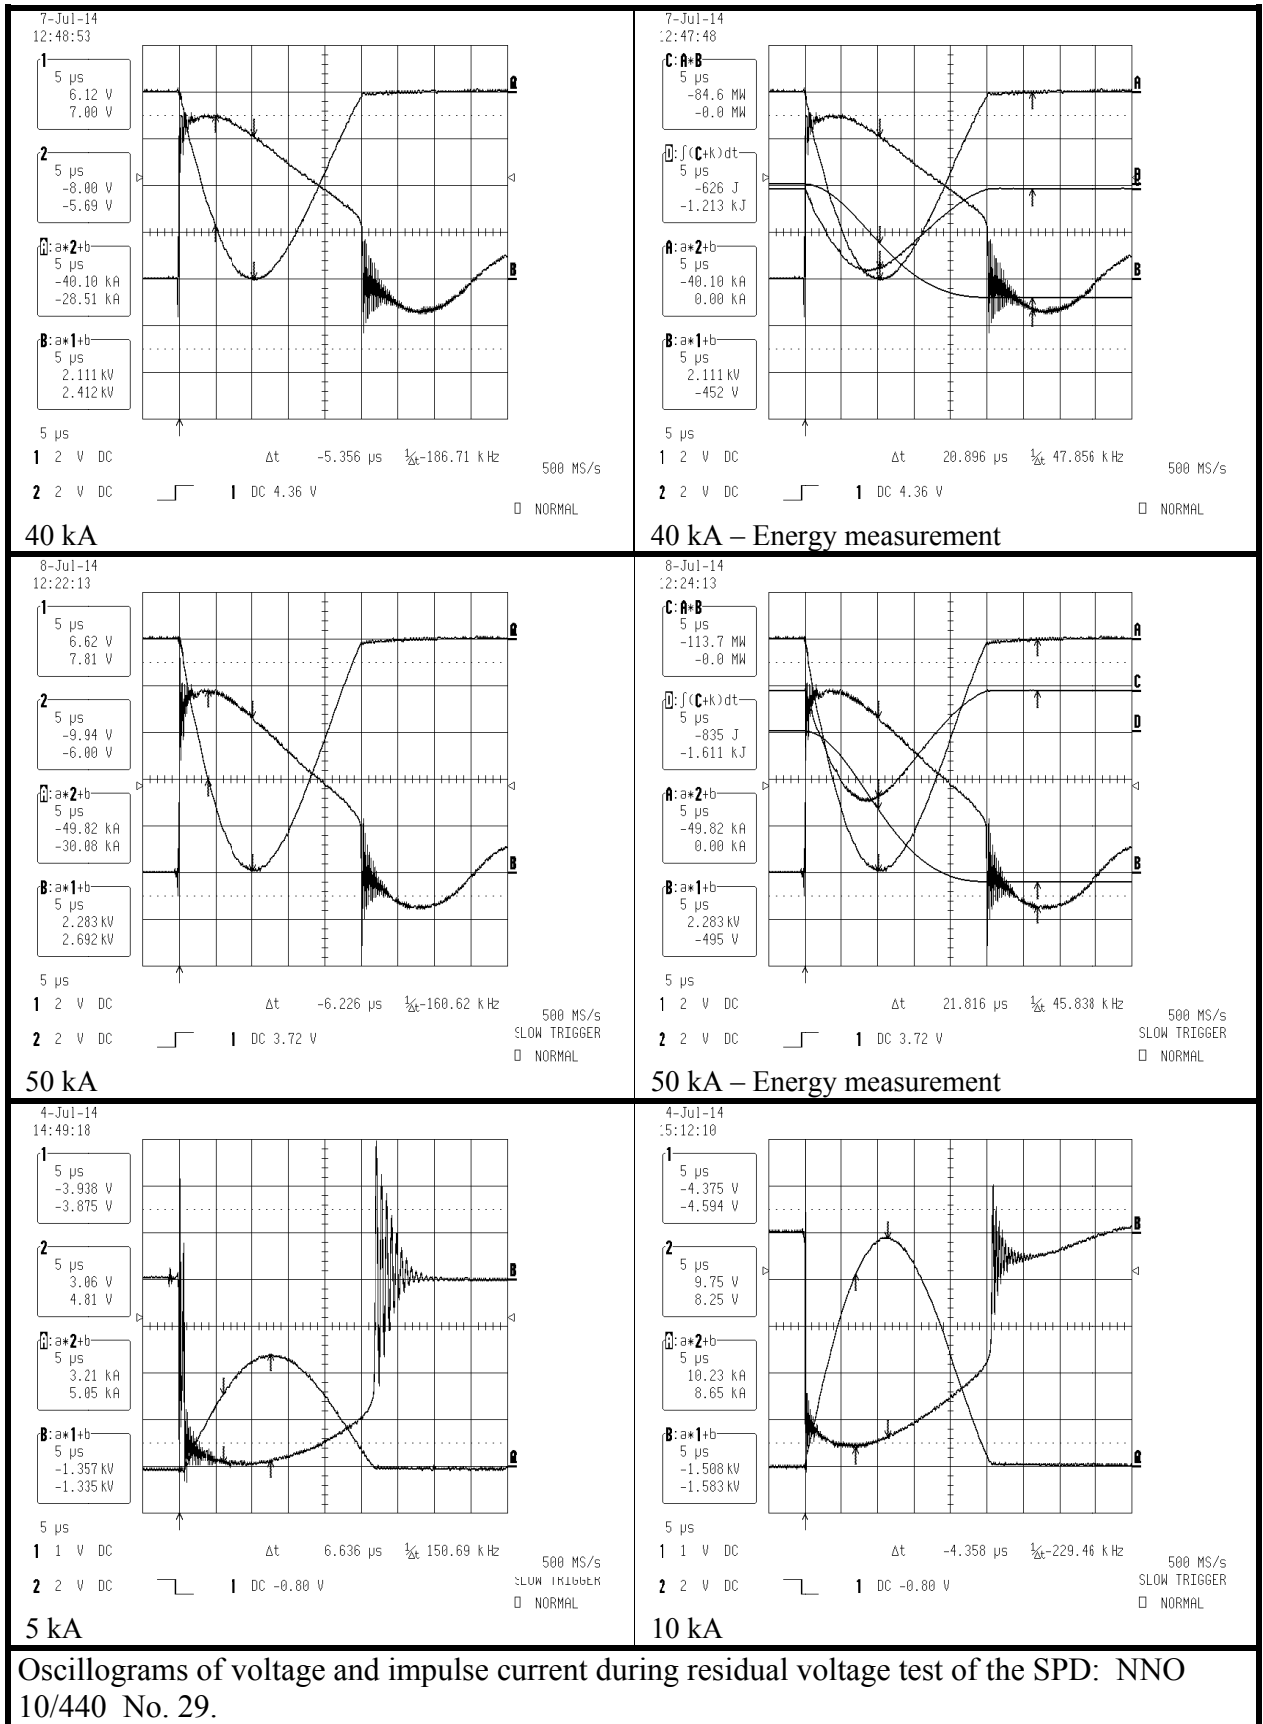 7-Jul-14
12:48:53
1
5 µs
6.12 V
7.00 V
2
5 µs
-8.00 V
-5.69 V
A:a*2+b
5 µs
-40.10 kA
-28.51 kA
B:a*1+b
5 µs
2.111 kV
2.412 kV
B
5 µs
1 2 V DC
Δt -5.356 µs 1/Δt -186.71 kHz
500 MS/s
2 2 V DC
1 DC 4.36 V
NORMAL
40 kA
7-Jul-14
12:47:48
C:A*B
5 µs
-84.6 MW
-0.0 MW
D:∫(C+k)dt
5 µs
-626 J
-1.213 kJ
A:a*2+b
5 µs
-40.10 kA
0.00 kA
B:a*1+b
5 µs
2.111 kV
-452 V
A
B
5 µs
1 2 V DC
Δt 20.896 µs 1/Δt 47.856 kHz
500 MS/s
2 2 V DC
1 DC 4.36 V
NORMAL
40 kA – Energy measurement
8-Jul-14
12:22:13
1
5 µs
6.62 V
7.81 V
2
5 µs
-9.94 V
-6.00 V
A:a*2+b
5 µs
-49.82 kA
-30.08 kA
B:a*1+b
5 µs
2.283 kV
2.692 kV
B
5 µs
1 2 V DC
Δt -6.226 µs 1/Δt -160.62 kHz
500 MS/s
SLOW TRIGGER
2 2 V DC
1 DC 3.72 V
NORMAL
50 kA
8-Jul-14
12:24:13
C:A*B
5 µs
-113.7 MW
-0.0 MW
D:∫(C+k)dt
5 µs
-835 J
-1.611 kJ
A:a*2+b
5 µs
-49.82 kA
0.00 kA
B:a*1+b
5 µs
2.283 kV
-495 V
A
C
D
B
5 µs
1 2 V DC
Δt 21.816 µs 1/Δt 45.838 kHz
500 MS/s
SLOW TRIGGER
2 2 V DC
1 DC 3.72 V
NORMAL
50 kA – Energy measurement
4-Jul-14
14:49:18
1
5 µs
-3.938 V
-3.875 V
2
5 µs
3.06 V
4.81 V
A:a*2+b
5 µs
3.21 kA
5.05 kA
B:a*1+b
5 µs
-1.357 kV
-1.335 kV
B
5 µs
1 1 V DC
Δt 6.636 µs 1/Δt 150.69 kHz
500 MS/s
SLOW TRIGGER
2 2 V DC
1 DC -0.80 V
NORMAL
5 kA
4-Jul-14
15:12:10
1
5 µs
-4.375 V
-4.594 V
2
5 µs
9.75 V
8.25 V
A:a*2+b
5 µs
10.23 kA
8.65 kA
B:a*1+b
5 µs
-1.508 kV
-1.583 kV
B
5 µs
1 1 V DC
Δt -4.358 µs 1/Δt -229.46 kHz
500 MS/s
SLOW TRIGGER
2 2 V DC
1 DC -0.80 V
NORMAL
10 kA
Oscillograms of voltage and impulse current during residual voltage test of the SPD: NNO
10/440 No. 29.